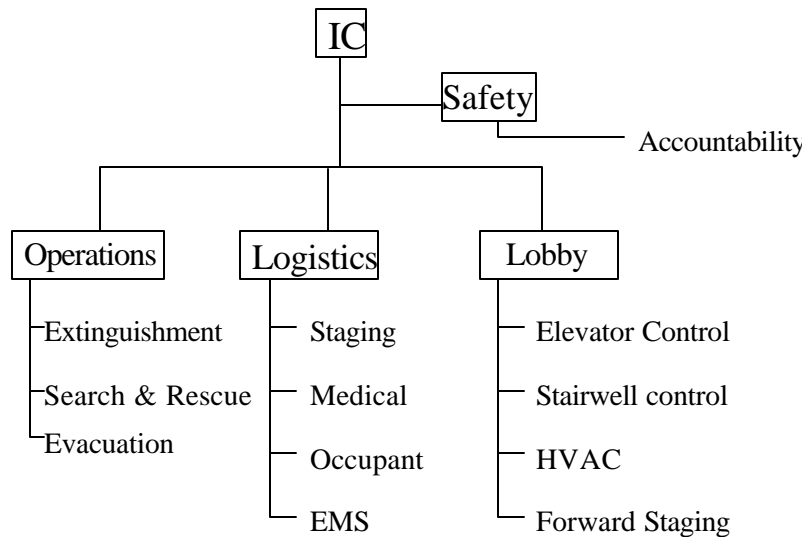 IC
Safety
Accountability
Operations
Logistics
Lobby
Extinguishment
Search & Rescue
Evacuation
Staging
Medical
Occupant
EMS
Elevator Control
Stairwell control
HVAC
Forward Staging